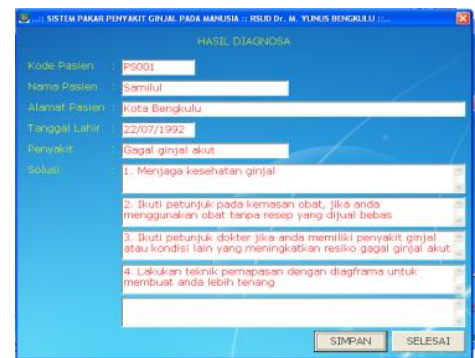 ..:: SISTEM PAKAR PENYAKIT GINJAL PADA MANUSIA :: RSUD Dr. M. YUNUS BENGKULU ::..
HASIL DIAGNOSA
Kode Pasien : PS001
Nama Pasien : Samilul
Alamat Pasien : Kota Bengkulu
Tanggal Lahir : 22/07/1992
Penyakit : Gagal ginjal akut
Solusi : 1. Menjaga kesehatan ginjal
2. Ikuti petunjuk pada kemasan obat, jika anda
menggunakan obat tanpa resep yang dijual bebas
3. Ikuti petunjuk dokter jika anda memiliki penyakit ginjal
atau kondisi lain yang meningkatkan resiko gagal ginjal akut
4. Lakukan teknik pernapasan dengan diagframa untuk
membuat anda lebih tenang
SIMPAN SELESAI